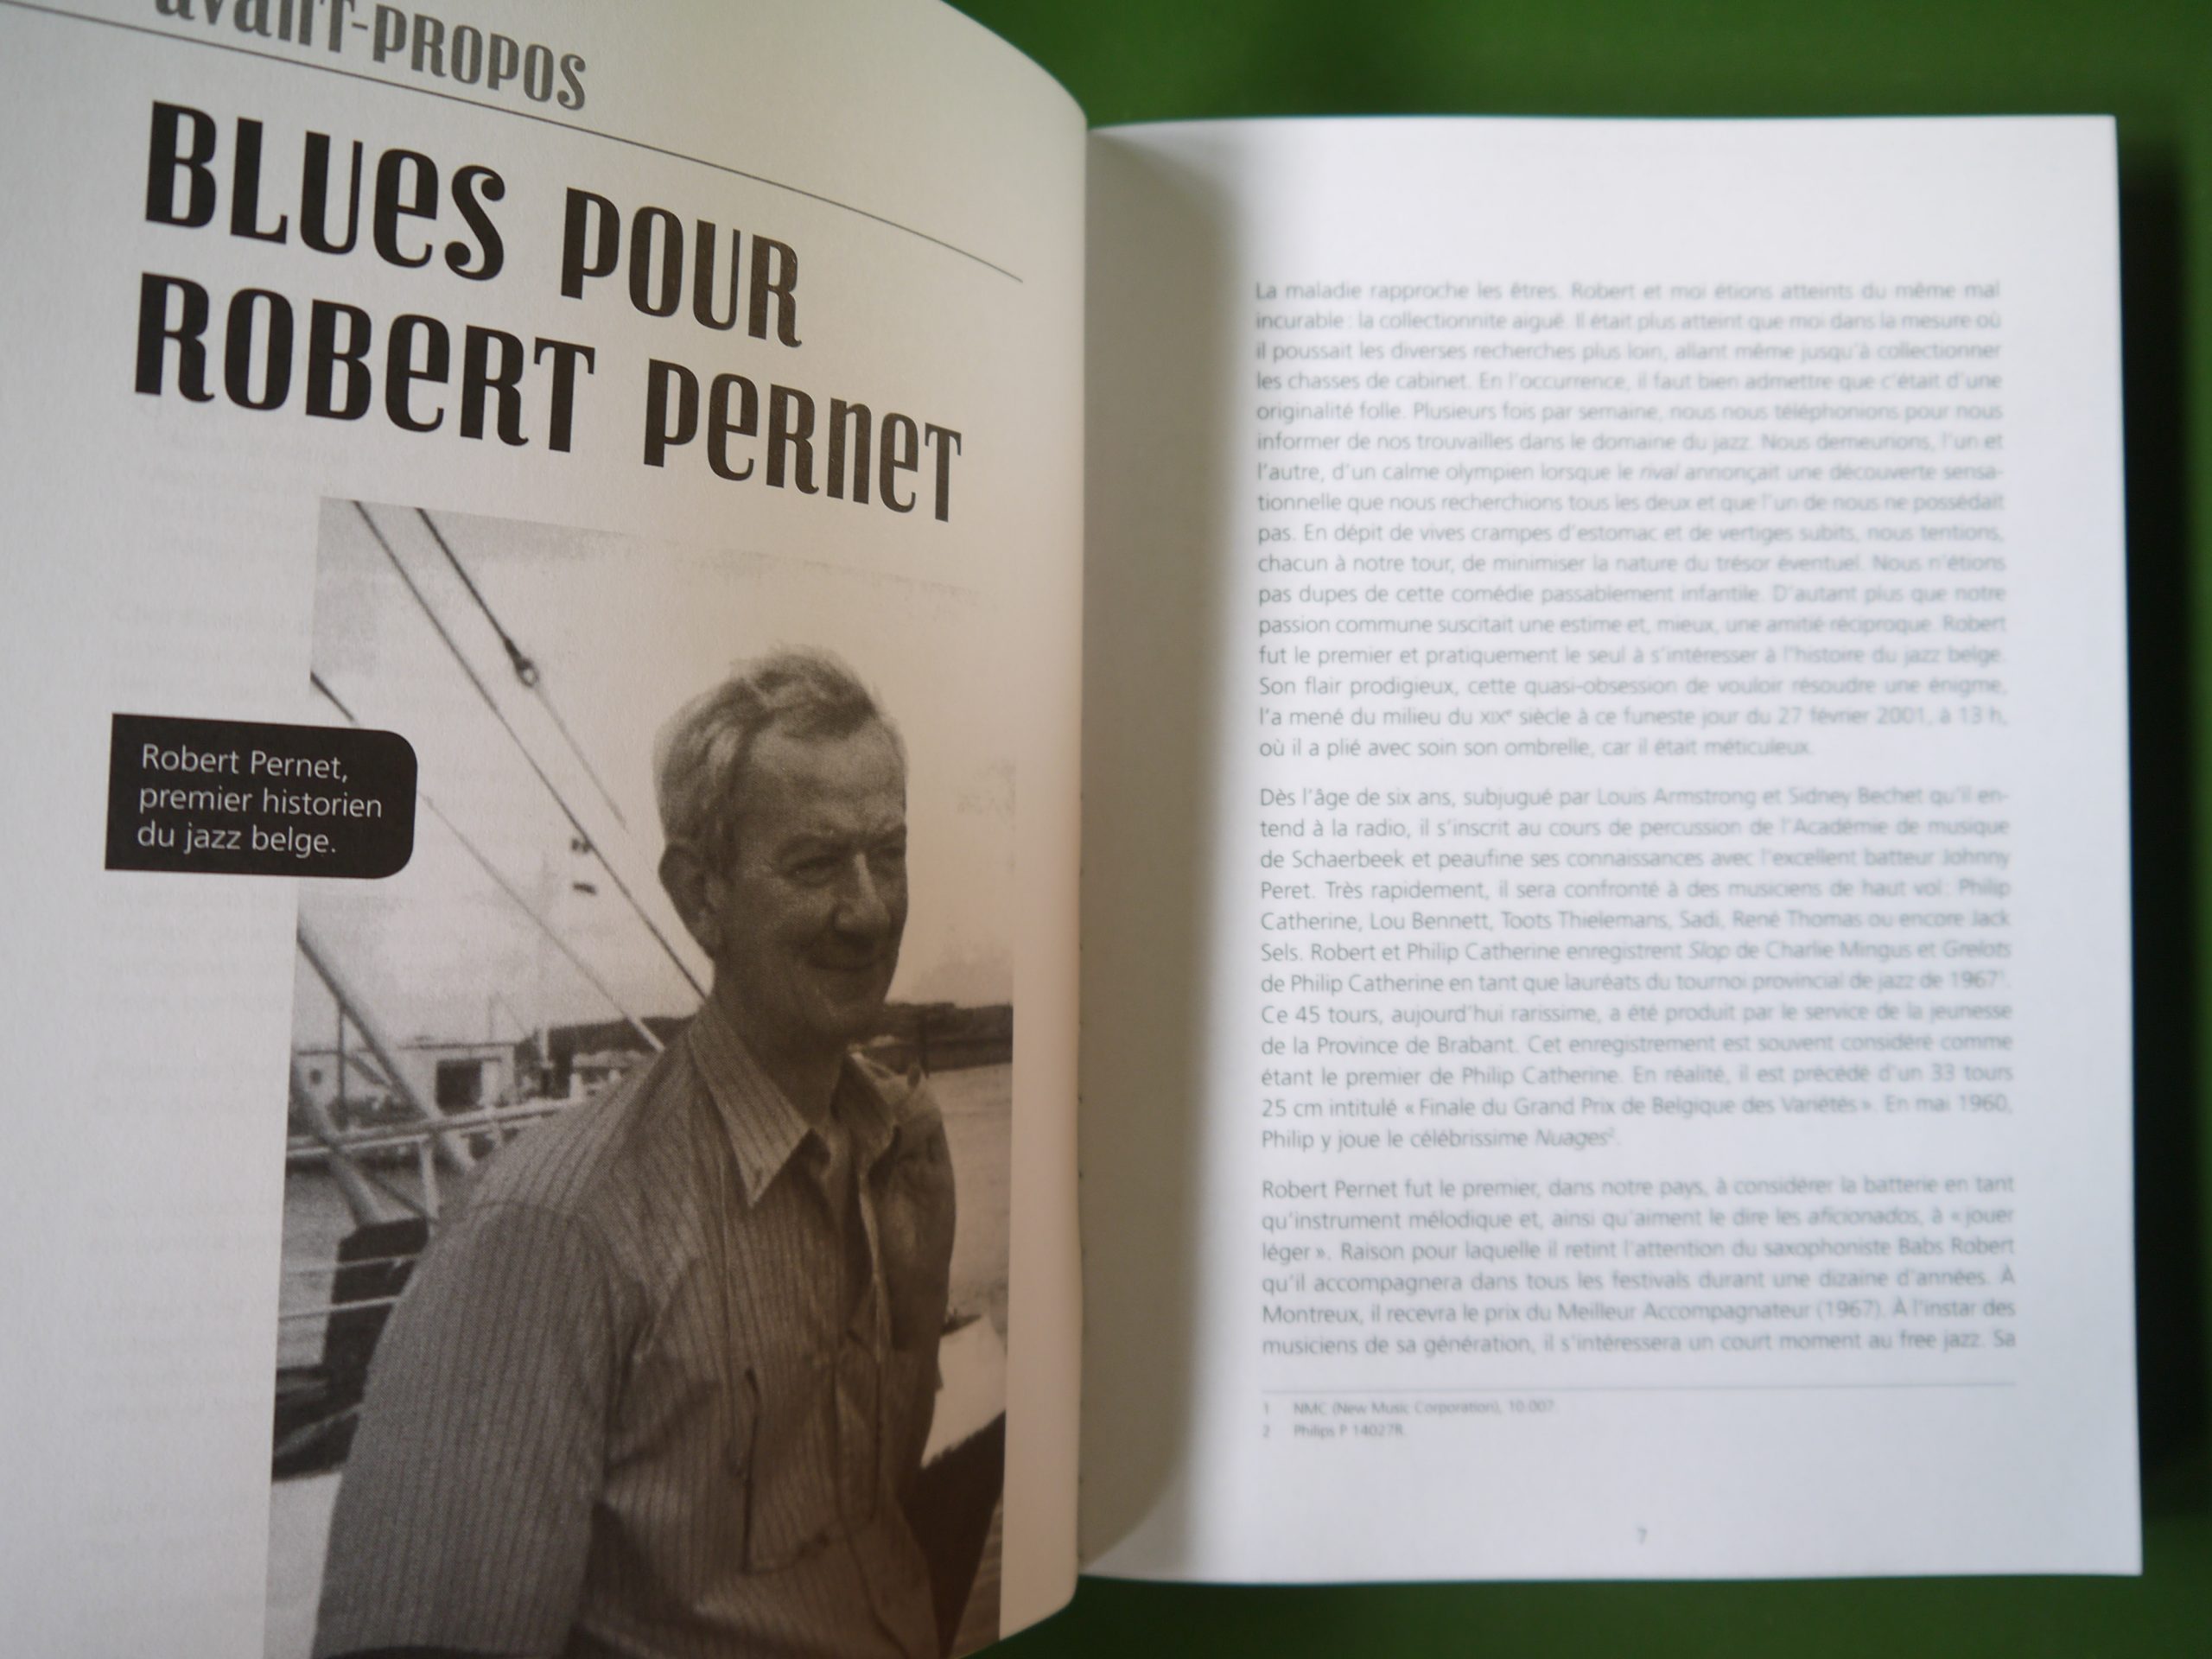 avant-PROPOS
BLUes POUR
ROBeRT PeRneT
Robert Pernet,
premier historien
du jazz belge.
La maladie rapproche les êtres. Robert et moi étions atteints du même mal
incurable : la collectionnite aiguë. Il était plus atteint que moi dans la mesure où
il poussait les diverses recherches plus loin, allant même jusqu'à collectionner
les chasses de cabinet. En l'occurrence, il faut bien admettre que c'était d'une
originalité folle. Plusieurs fois par semaine, nous nous téléphonions pour nous
informer de nos trouvailles dans le domaine du jazz. Nous demeurions, l'un et
l'autre, d'un calme olympien lorsque le rival annonçait une découverte sensa-
tionnelle que nous recherchions tous les deux et que l'un de nous ne possédait
pas. En dépit de vives crampes d'estomac et de vertiges subits, nous tentions,
chacun à notre tour, de minimiser la nature du trésor éventuel. Nous n'étions
pas dupes de cette comédie passablement infantile. D'autant plus que notre
passion commune suscitait une estime et, mieux, une amitié réciproque. Robert
fut le premier et pratiquement le seul à s'intéresser à l'histoire du jazz belge.
Son flair prodigieux, cette quasi-obsession de vouloir résoudre une énigme,
l'a mené du milieu du XIXe siècle à ce funeste jour du 27 février 2001, à 13 h,
où il a plié avec soin son ombrelle, car il était méticuleux.
Dès l'âge de six ans, subjugué par Louis Armstrong et Sidney Bechet qu'il en-
tend à la radio, il s'inscrit au cours de percussion de l'Académie de musique
de Schaerbeek et peaufine ses connaissances avec l'excellent batteur Johnny
Peret. Très rapidement, il sera confronté à des musiciens de haut vol : Philip
Catherine, Lou Bennett, Toots Thielemans, Sadi, René Thomas ou encore Jack
Sels. Robert et Philip Catherine enregistrent Slop de Charlie Mingus et Grelots
de Philip Catherine en tant que lauréats du tournoi provincial de jazz de 1967¹.
Ce 45 tours, aujourd'hui rarissime, a été produit par le service de la jeunesse
de la Province de Brabant. Cet enregistrement est souvent considéré comme
étant le premier de Philip Catherine. En réalité, il est précédé d'un 33 tours
25 cm intitulé « Finale du Grand Prix de Belgique des Variétés ». En mai 1960,
Philip y joue le célébrissime Nuages².
Robert Pernet fut le premier, dans notre pays, à considérer la batterie en tant
qu'instrument mélodique et, ainsi qu'aiment le dire les aficionados, à « jouer
léger ». Raison pour laquelle il retint l'attention du saxophoniste Babs Robert
qu'il accompagnera dans tous les festivals durant une dizaine d'années. À
Montreux, il recevra le prix du Meilleur Accompagnateur (1967). À l'instar des
musiciens de sa génération, il s'intéressera un court moment au free jazz. Sa
1 NMC (New Music Corporation), 10.007.
2 Philips P 14027R.
7